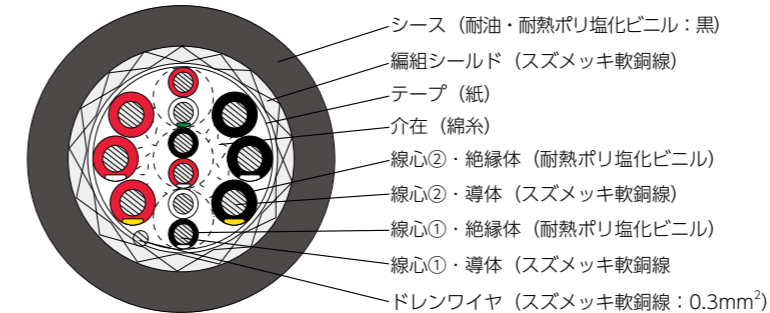 シース（耐油・耐熱ポリ塩化ビニル：黒）
編組シールド（スズメッキ軟銅線）
テープ（紙）
介在（綿糸）
線心②・絶縁体（耐熱ポリ塩化ビニル）
線心②・導体（スズメッキ軟銅線）
線心①・絶縁体（耐熱ポリ塩化ビニル）
線心①・導体（スズメッキ軟銅線
ドレンワイヤ（スズメッキ軟銅線：0.3mm²）